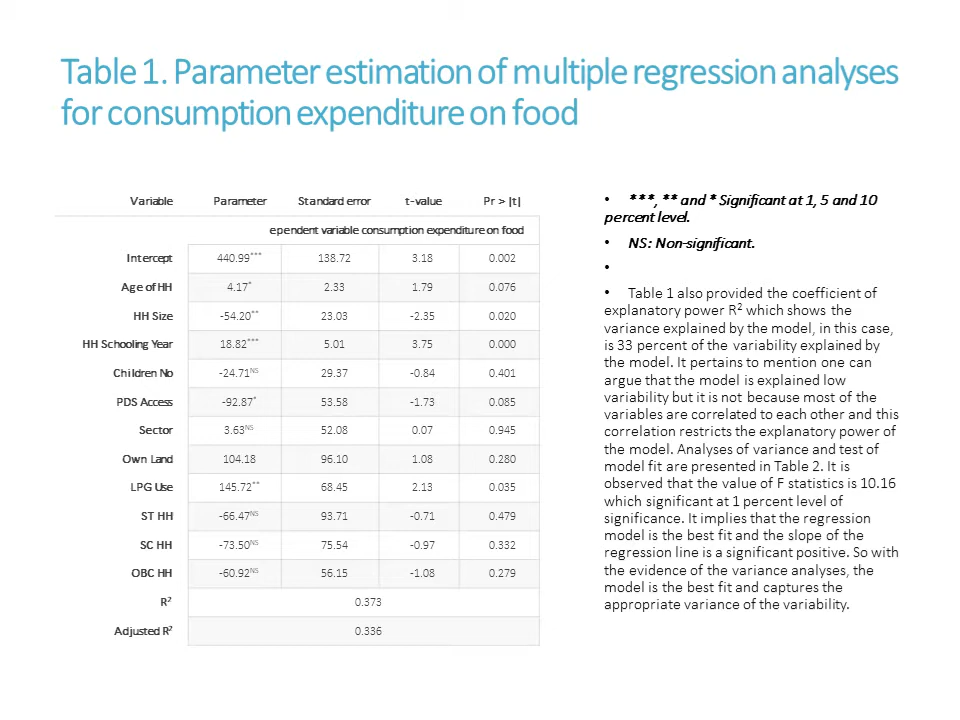 Table 1. Parameter estimation of multiple regression analyses
for consumption expenditure on food
Variable Parameter Standard error t-value Pr > |t|
ependent variable consumption expenditure on food
Intercept 440.99*** 138.72 3.18 0.002
Age of HH 4.17* 2.33 1.79 0.076
HH Size -54.20** 23.03 -2.35 0.020
HH Schooling Year 18.82*** 5.01 3.75 0.000
Children No -24.71NS 29.37 -0.84 0.401
PDS Access -92.87* 53.58 -1.73 0.085
Sector 3.63NS 52.08 0.07 0.945
Own Land 104.18 96.10 1.08 0.280
LPG Use 145.72** 68.45 2.13 0.035
ST HH -66.47NS 93.71 -0.71 0.479
SC HH -73.50NS 75.54 -0.97 0.332
OBC HH -60.92NS 56.15 -1.08 0.279
R2 0.373
Adjusted R2 0.336
• ***, ** and * Significant at 1, 5 and 10
percent level.
• NS: Non-significant.
•
• Table 1 also provided the coefficient of
explanatory power R2 which shows the
variance explained by the model, in this case,
is 33 percent of the variability explained by
the model. It pertains to mention one can
argue that the model is explained low
variability but it is not because most of the
variables are correlated to each other and this
correlation restricts the explanatory power of
the model. Analyses of variance and test of
model fit are presented in Table 2. It is
observed that the value of F statistics is 10.16
which significant at 1 percent level of
significance. It implies that the regression
model is the best fit and the slope of the
regression line is a significant positive. So with
the evidence of the variance analyses, the
model is the best fit and captures the
appropriate variance of the variability.